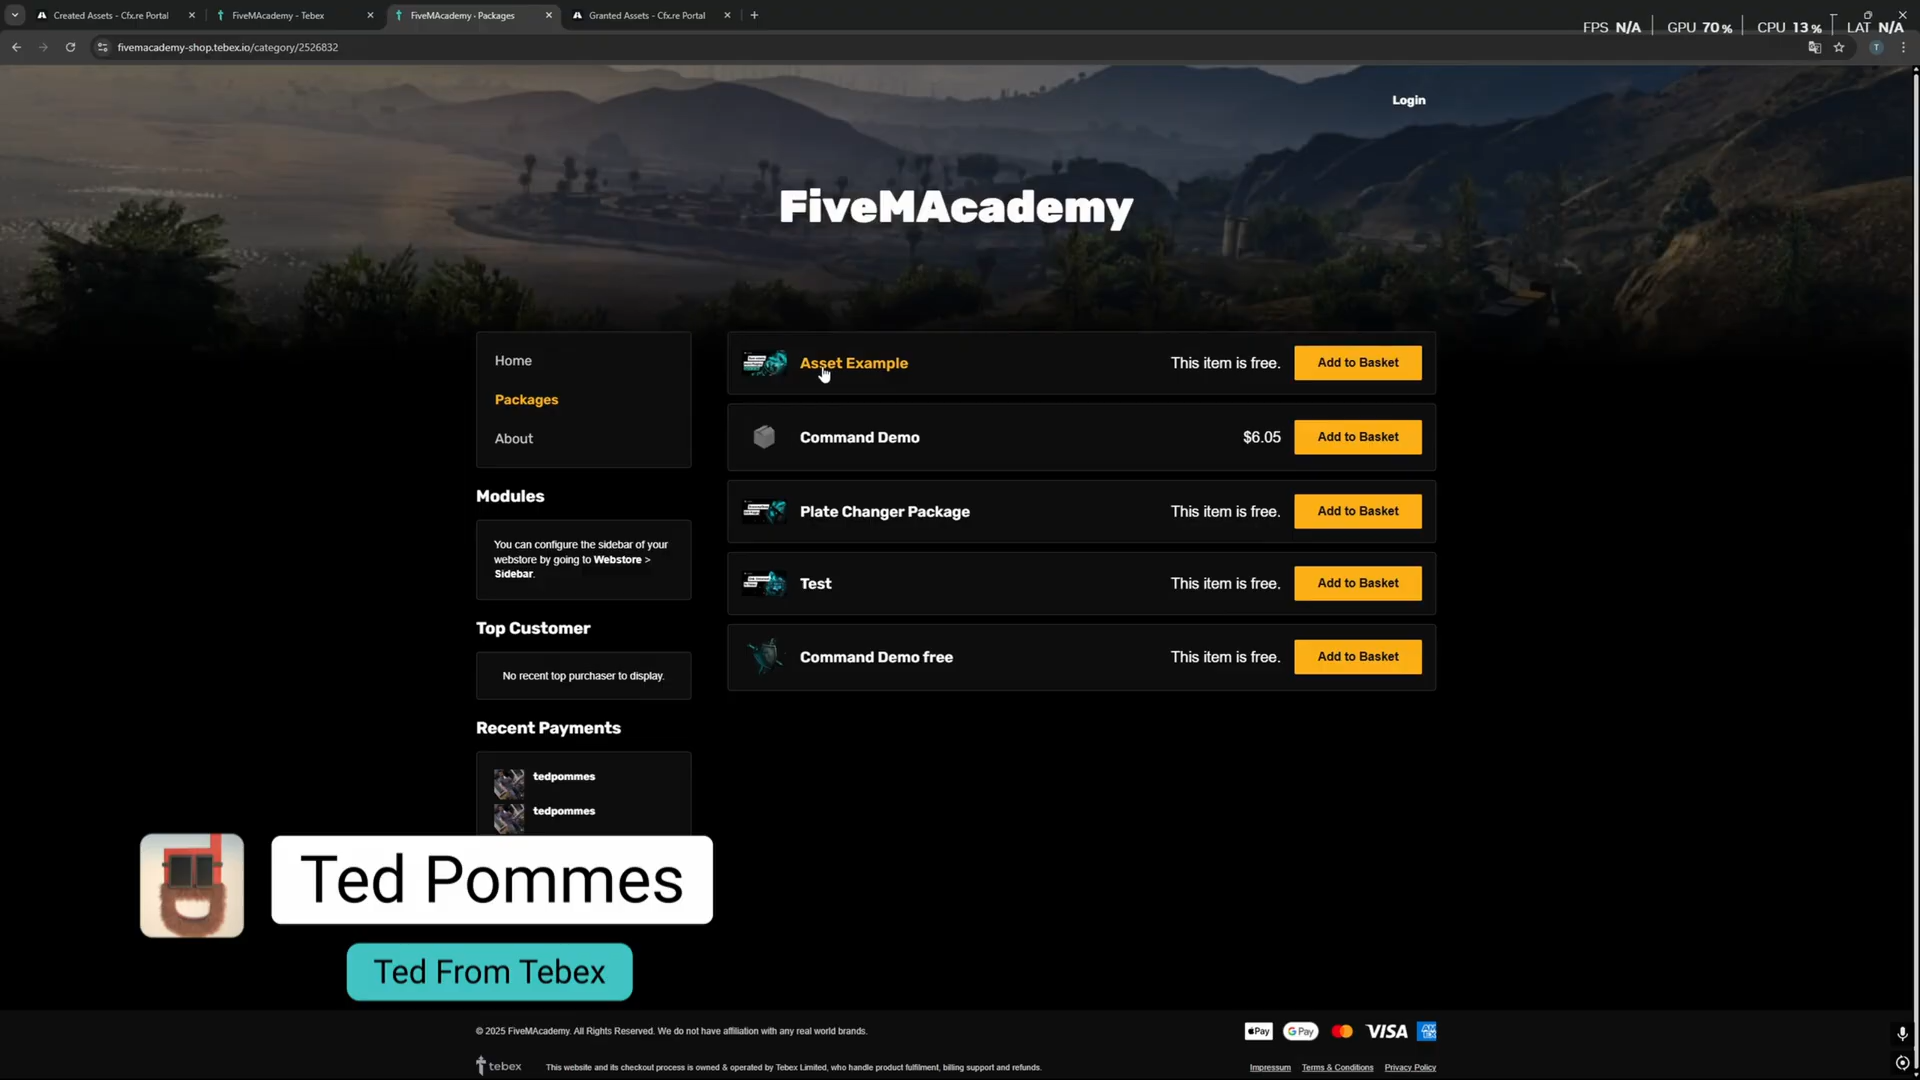 Created Assets - Cfx.re Portal
FiveMAcademy - Tebex
FiveMAcademy - Packages
Granted Assets - Cfx.re Portal
FPS N/A
GPU 70 %
CPU 13 %
LAT N/A
fivemacademy-shop.tebex.io/category/2526832
T
Login
FiveMAcademy
Home
Packages
About
Asset Example
This item is free.
Add to Basket
Command Demo
$6.05
Add to Basket
Plate Changer Package
This item is free.
Add to Basket
Test
This item is free.
Add to Basket
Command Demo free
This item is free.
Add to Basket
Modules
You can configure the sidebar of your
webstore by going to Webstore >
Sidebar.
Top Customer
No recent top purchaser to display.
Recent Payments
tedpommes
tedpommes
Ted Pommes
Ted From Tebex
© 2025 FiveMAcademy. All Rights Reserved. We do not have affiliation with any real world brands.
Pay
G Pay
VISA
tebex
This website and its checkout process is owned & operated by Tebex Limited, who handle product fulfilment, billing support and refunds.
Impressum
Terms & Conditions
Privacy Policy